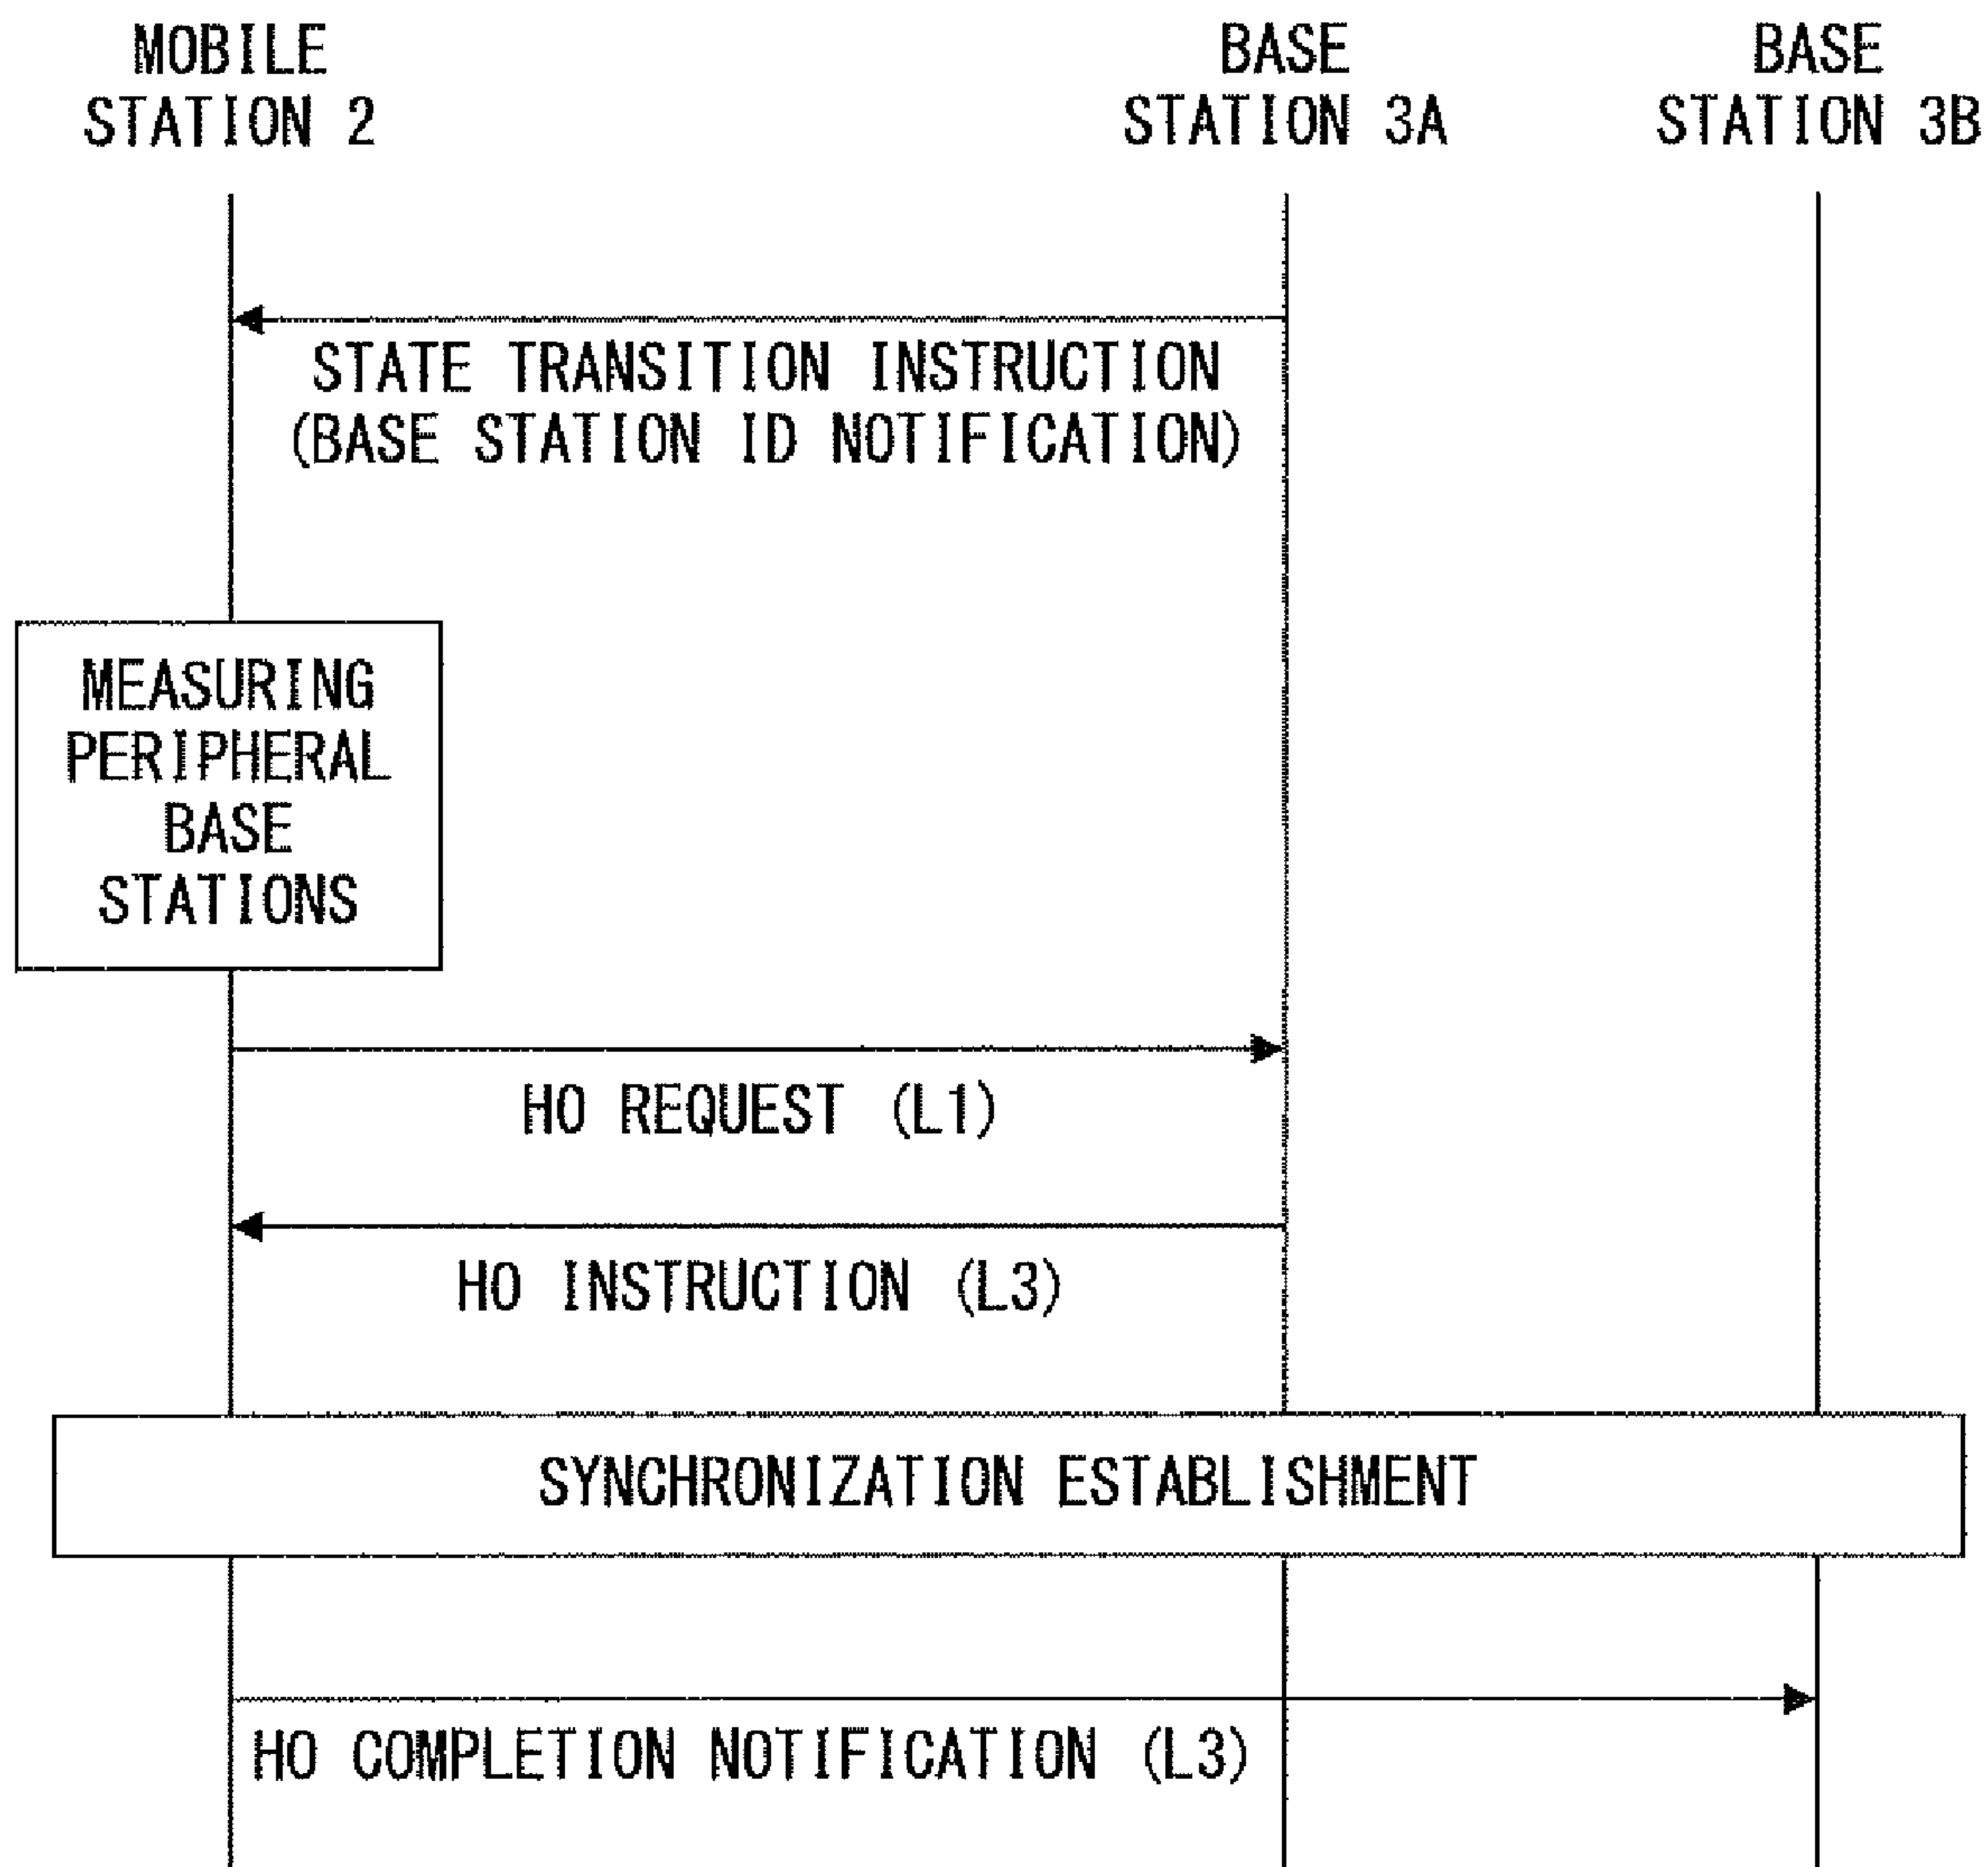 MOBILE
STATION 2
BASE
STATION 3A
BASE
STATION 3B
STATE TRANSITION INSTRUCTION
(BASE STATION ID NOTIFICATION)
MEASURING
PERIPHERAL
BASE
STATIONS
HO REQUEST (L1)
HO INSTRUCTION (L3)
SYNCHRONIZATION ESTABLISHMENT
HO COMPLETION NOTIFICATION (L3)